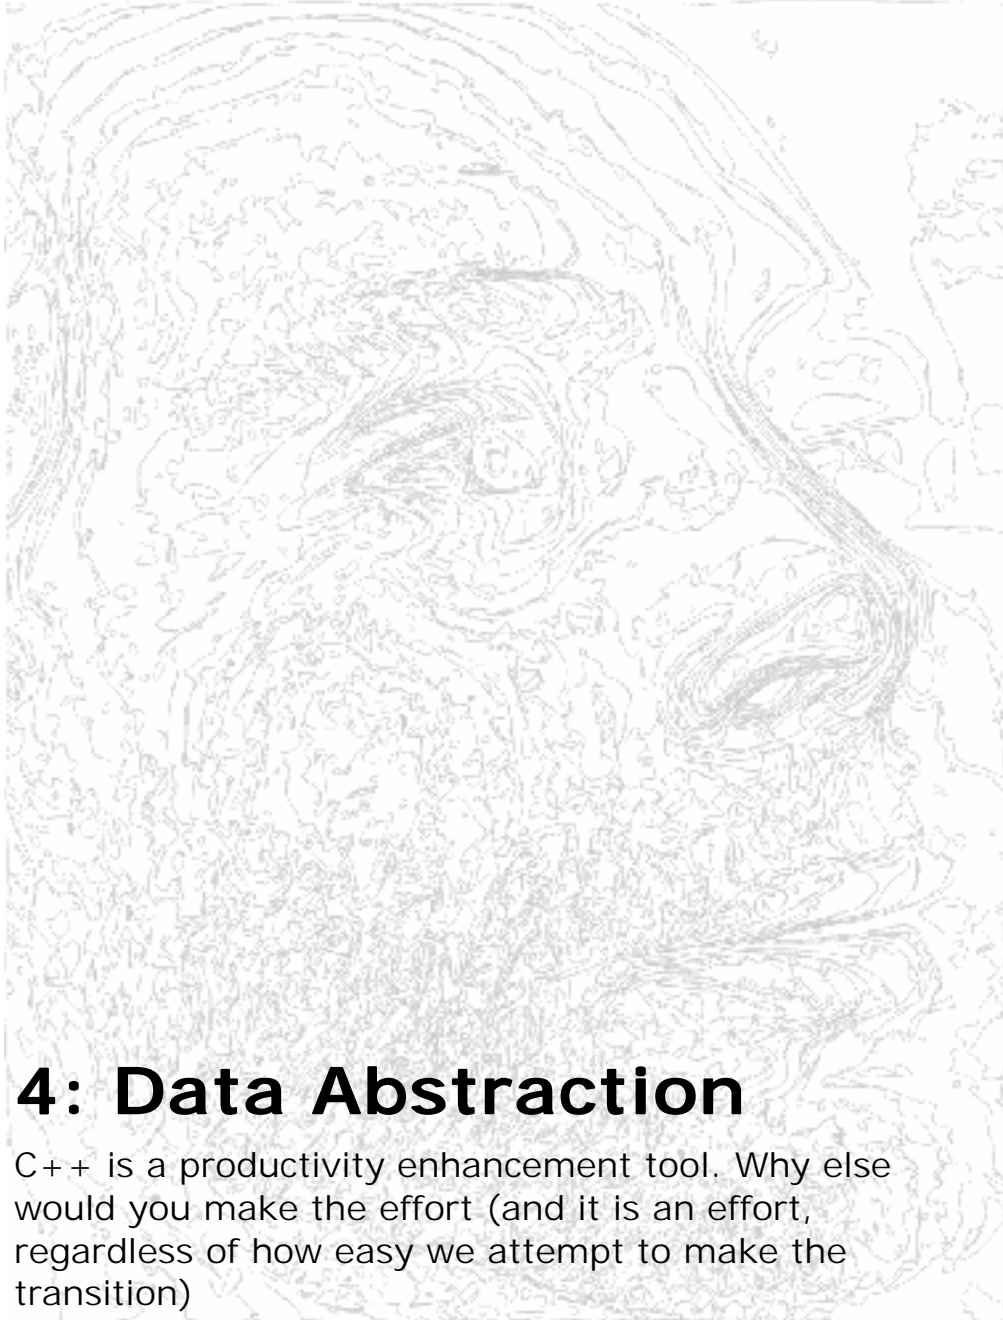 4: Data Abstraction
C++ is a productivity enhancement tool. Why else
would you make the effort (and it is an effort,
regardless of how easy we attempt to make the
transition)